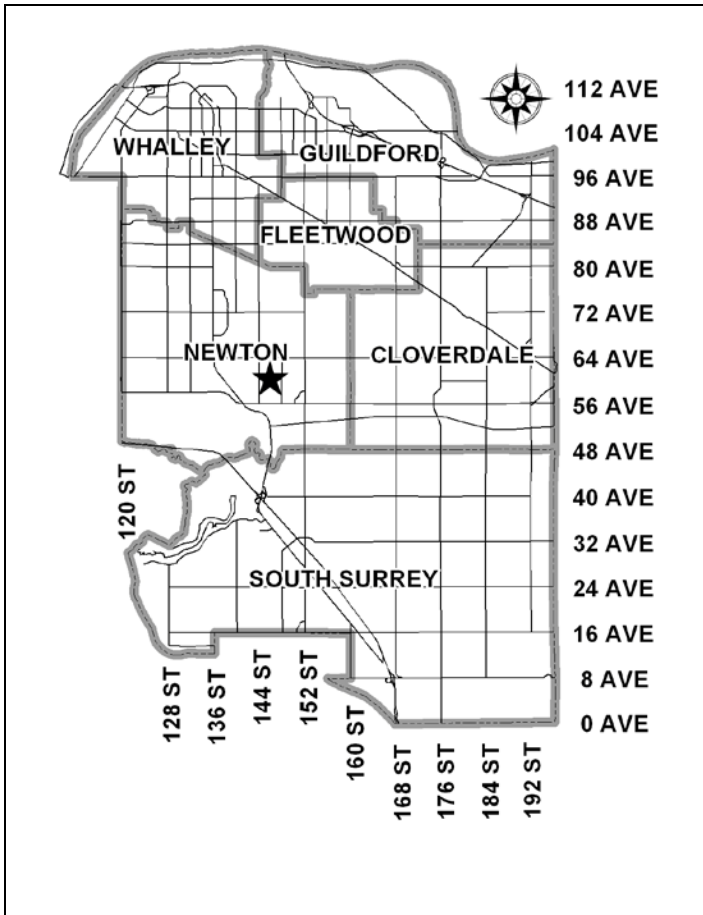 112 AVE
104 AVE
WHALLEY
GUILDFORD
96 AVE
88 AVE
FLEETWOOD
80 AVE
72 AVE
NEWTON
CLOVERDALE
64 AVE
56 AVE
48 AVE
120 ST
40 AVE
32 AVE
SOUTH SURREY
24 AVE
16 AVE
8 AVE
0 AVE
128 ST
136 ST
144 ST
152 ST
160 ST
168 ST
176 ST
184 ST
192 ST